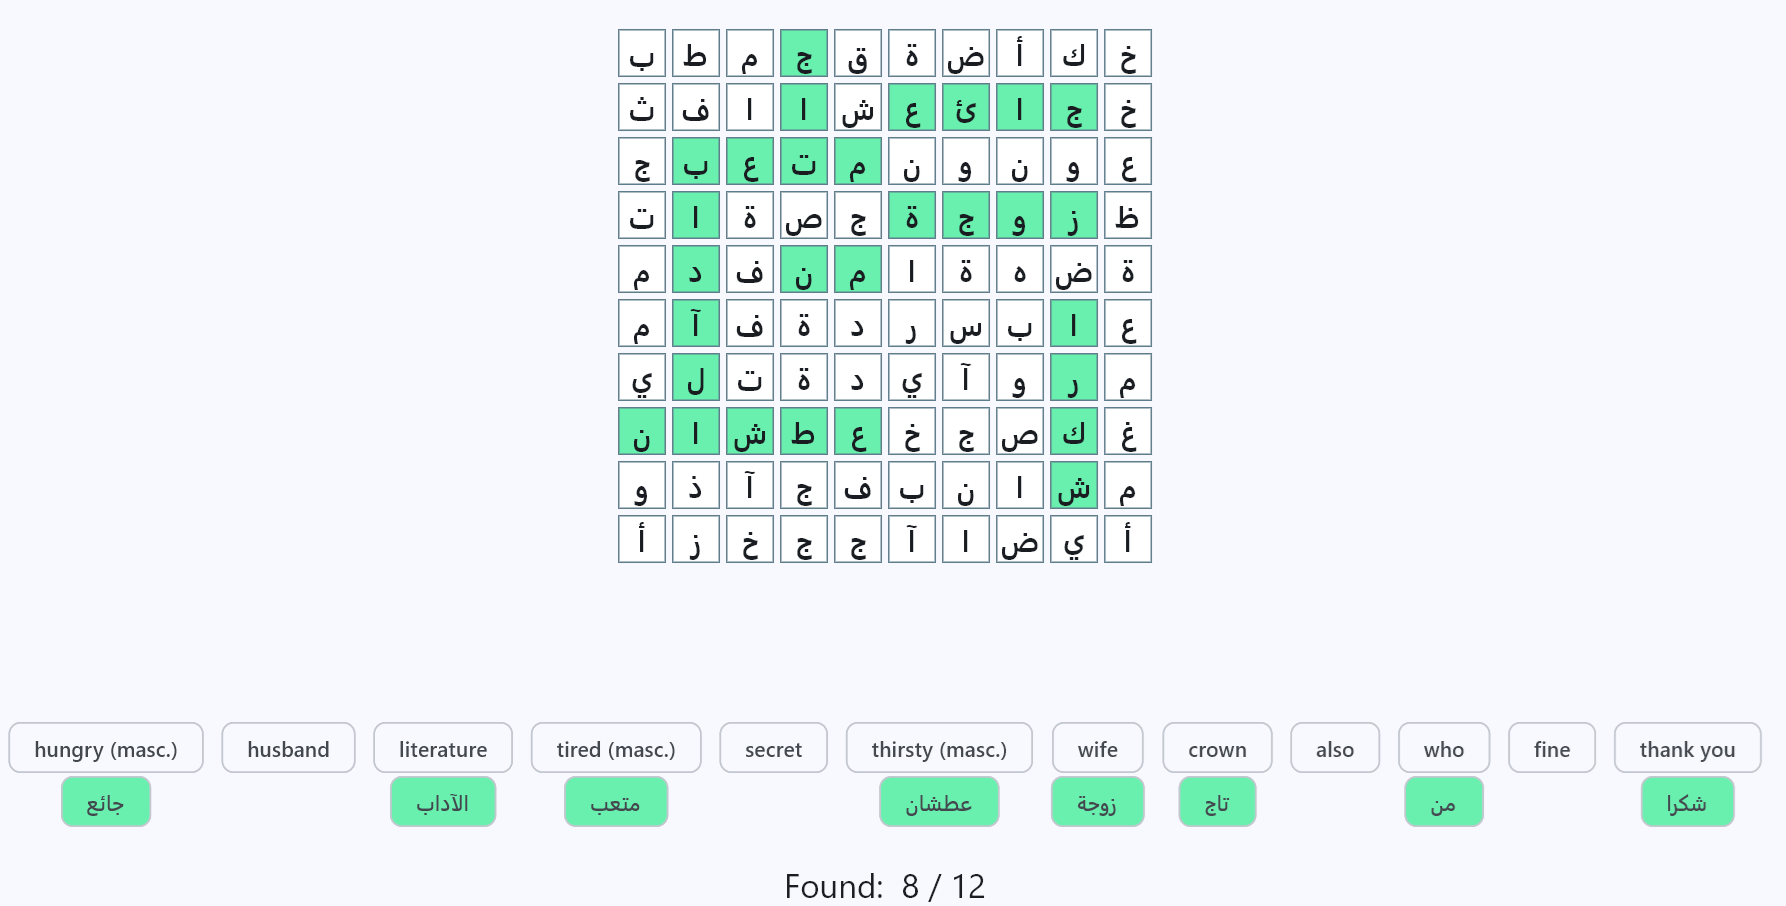 خ ك أ ض ة ق ج م ط ب
خ ج ا ئ ع ش ا ا ف ث
ع و ن و ن م ت ع ب ج
ظ ز و ج ة ج ص ة ا ت
ة ض ه ة ا م ن ف د م
ع ا ب س ر د ة ف آ م
م ر و آ ي د ة ت ل ي
غ ك ص ج خ ع ط ش ا ن
م ش ا ن ب ف ج آ ذ و
أ ي ض ا آ ج ج خ ز أ
hungry (masc.) husband literature tired (masc.) secret thirsty (masc.) wife crown also who fine thank you
جائع الآداب متعب عطشان زوجة تاج من شكرا
Found: 8 / 12